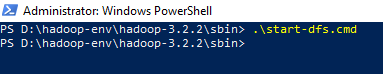 Administrator: Windows PowerShell
PS D:\hadoop-env\hadoop-3.2.2\sbin> .\start-dfs.cmd
PS D:\hadoop-env\hadoop-3.2.2\sbin>